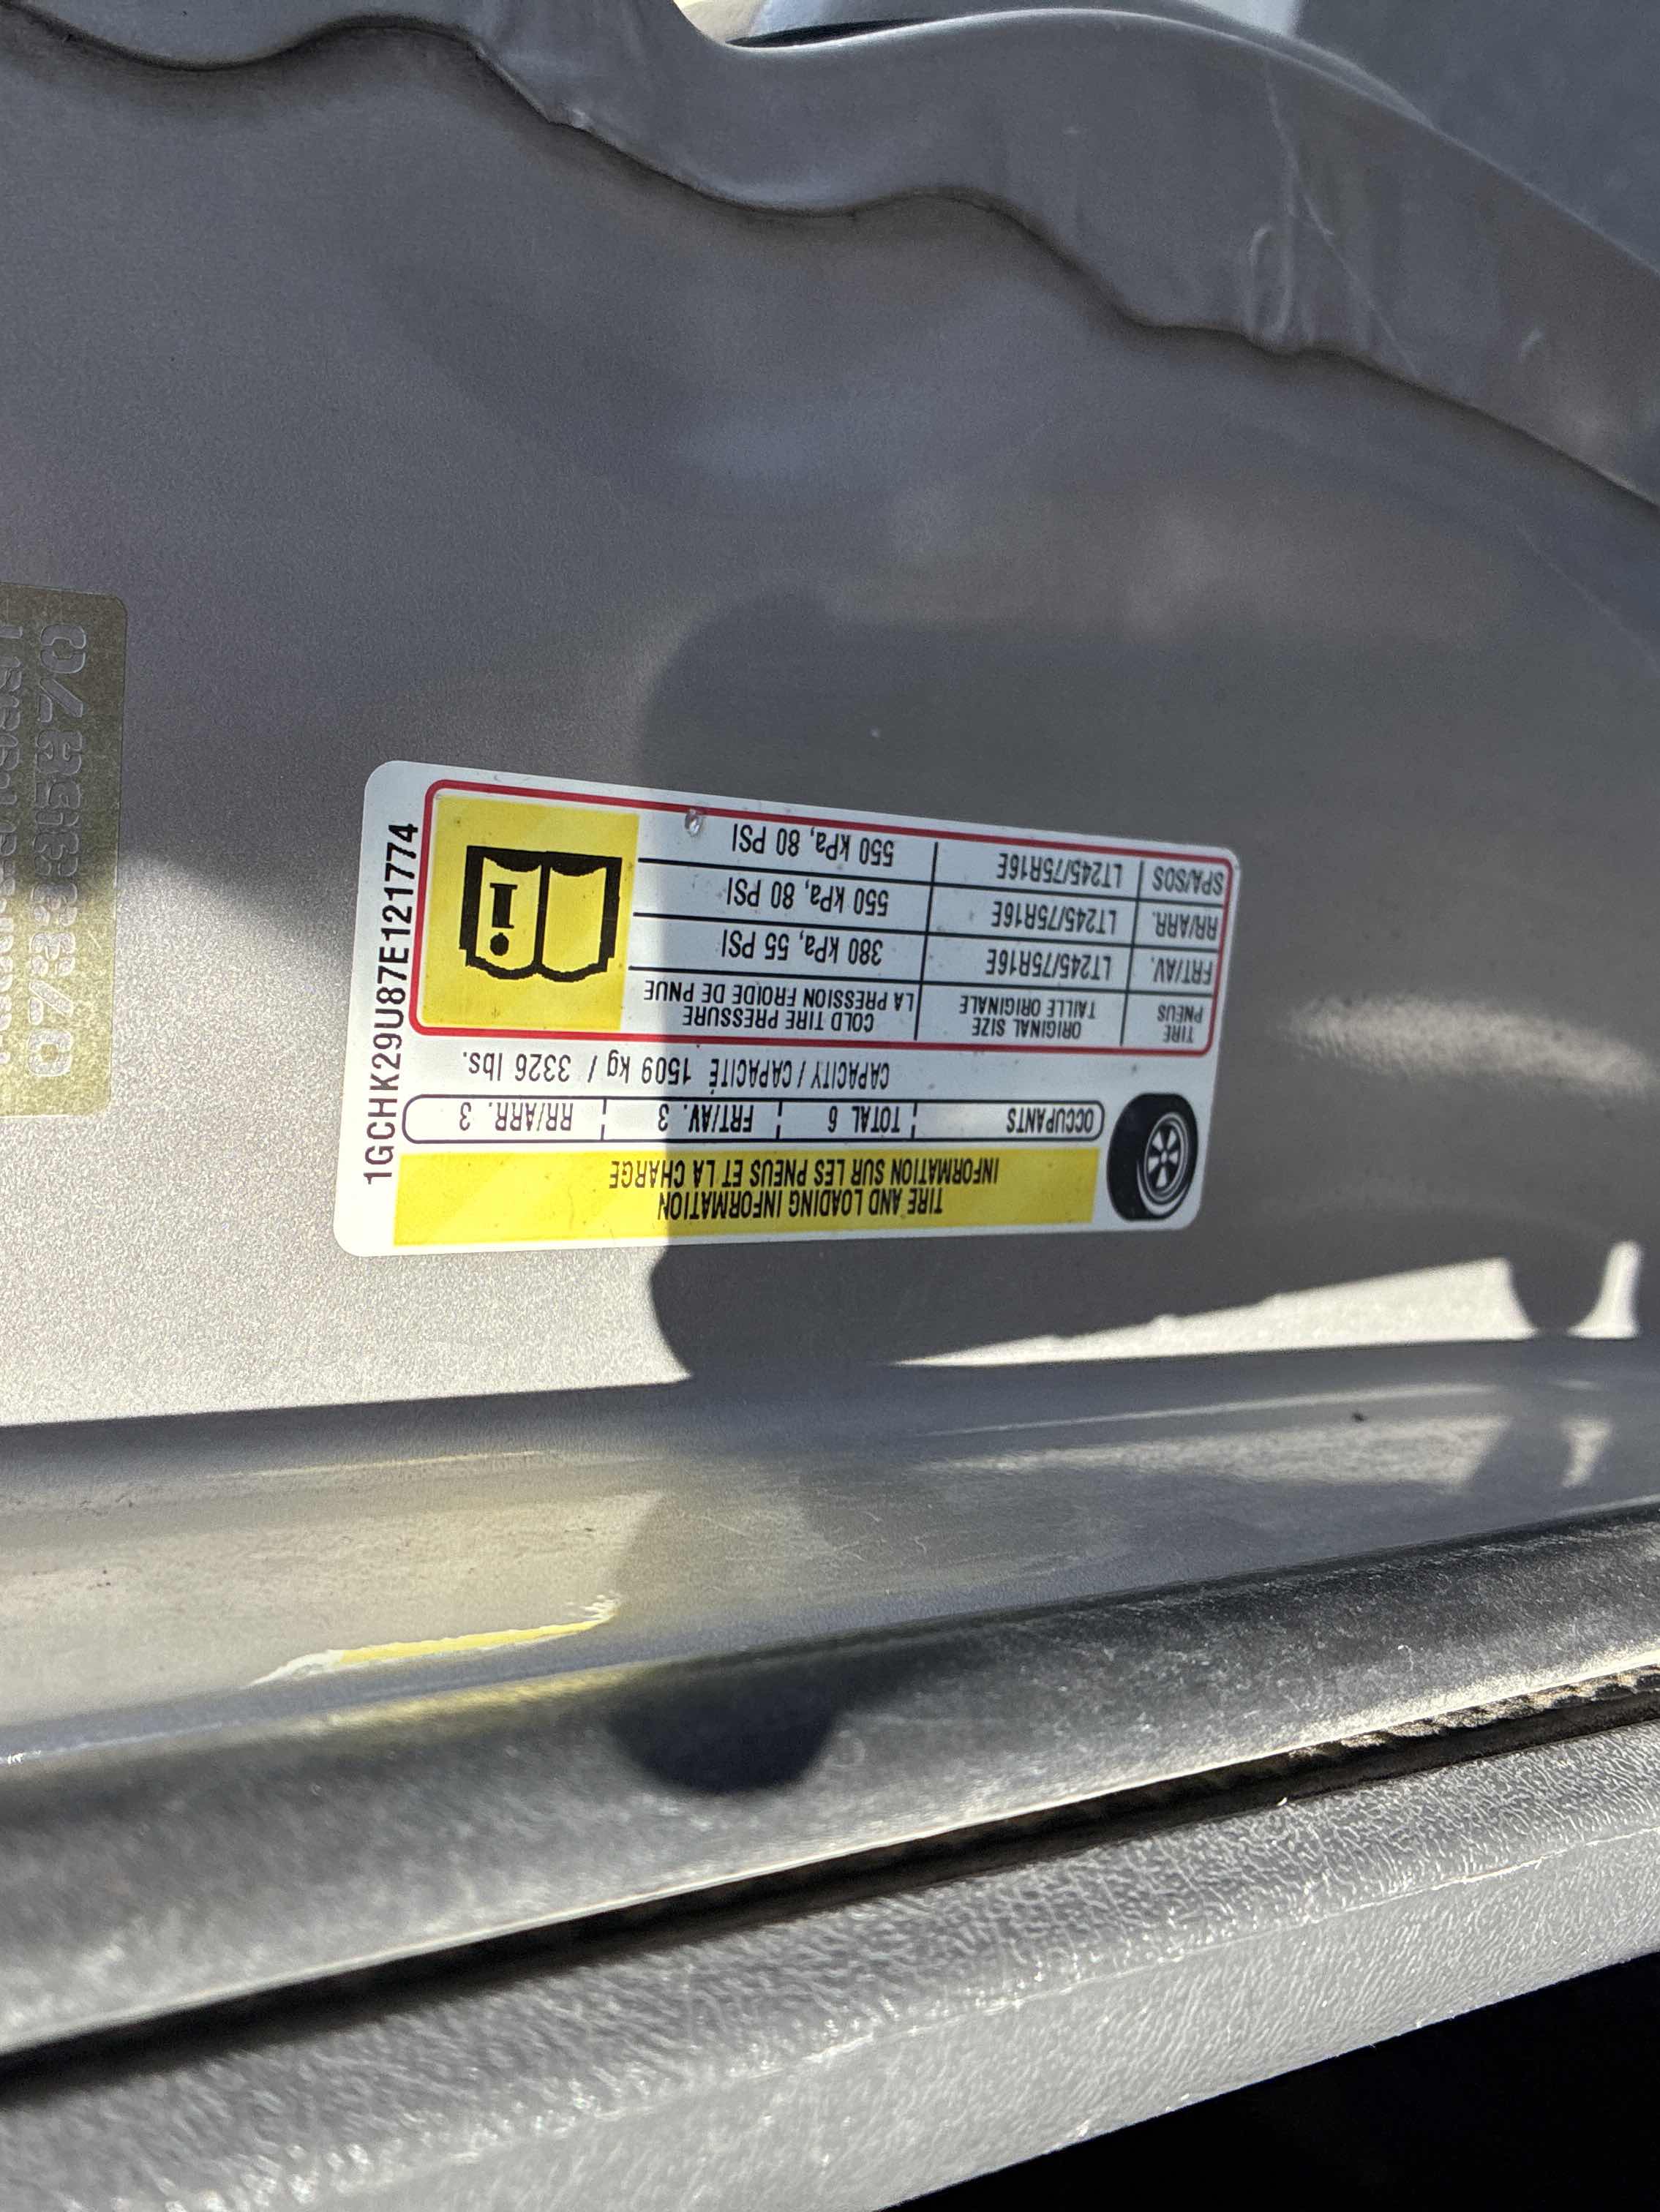 TIRE AND LOADING INFORMATION
INFORMATION SUR LES PNEUS ET LA CHARGE
OCCUPANTS TOTAL 6 FRT/AV. 3 RR/ARR. 3
CAPACITY / CAPACITÉ 1509 kg / 3326 lbs.
TIRE PNEUS ORIGINAL SIZE TAILLE ORIGINALE COLD TIRE PRESSURE LA PRESSION FROIDE DE PNUE
FRT/AV. LT245/75R16E 380 kPa, 55 PSI
RR/ARR. LT245/75R16E 550 kPa, 80 PSI
SPA/SOS LT245/75R16E 550 kPa, 80 PSI
1GCHK29U87E121774